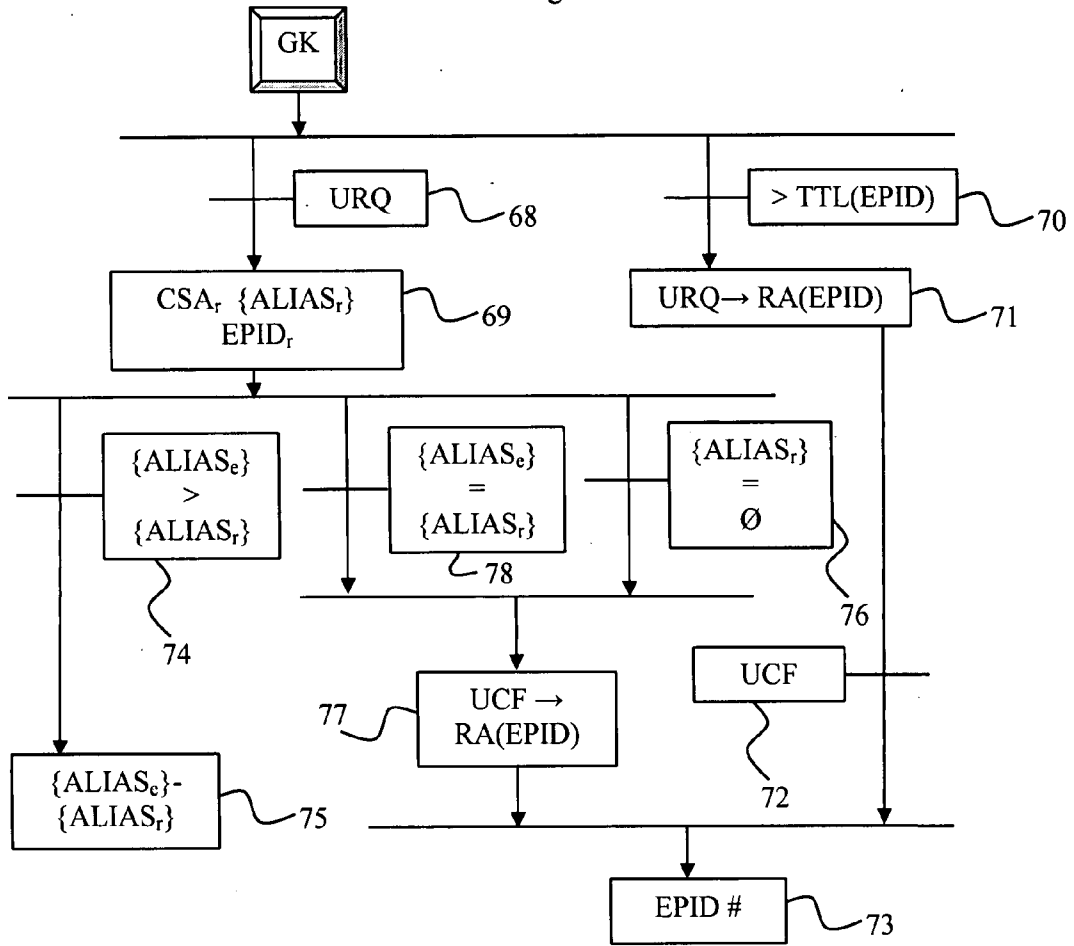 g
GK
URQ
68
> TTL(EPID)
70
CSAr {ALIASr}
EPIDr
69
URQ→ RA(EPID)
71
{ALIASe}
>
{ALIASr}
74
{ALIASe}
=
{ALIASr}
78
{ALIASr}
=
Ø
76
UCF
72
77
UCF →
RA(EPID)
{ALIASe}-
{ALIASr}
75
EPID #
73